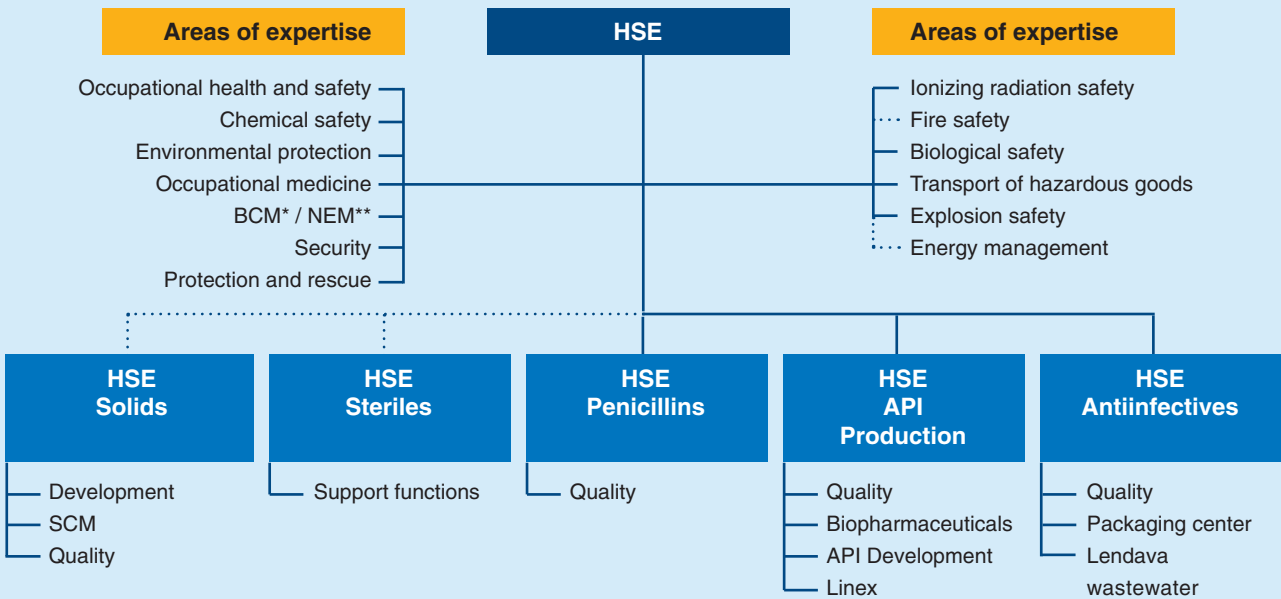 Areas of expertise
HSE
Areas of expertise
Occupational health and safety
Chemical safety
Environmental protection
Occupational medicine
BCM* / NEM**
Security
Protection and rescue
Ionizing radiation safety
Fire safety
Biological safety
Transport of hazardous goods
Explosion safety
Energy management
HSE
Solids
HSE
Steriles
HSE
Penicillins
HSE
API
Production
HSE
Antiinfectives
Development
SCM
Quality
Support functions
Quality
Quality
Biopharmaceuticals
API Development
Linex
Quality
Packaging center
Lendava
wastewater